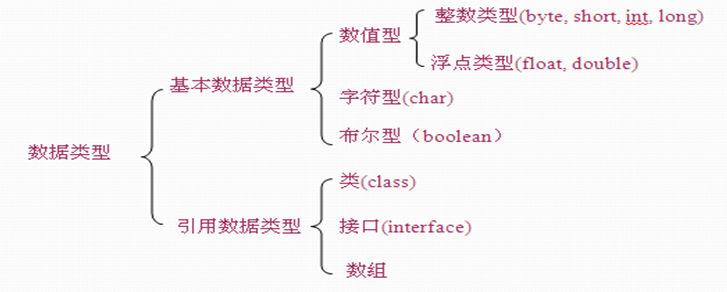 整数类型(byte, short, int, long)
数值型
浮点类型(float, double)
基本数据类型
字符型(char)
布尔型（boolean）
数据类型
类(class)
引用数据类型
接口(interface)
数组